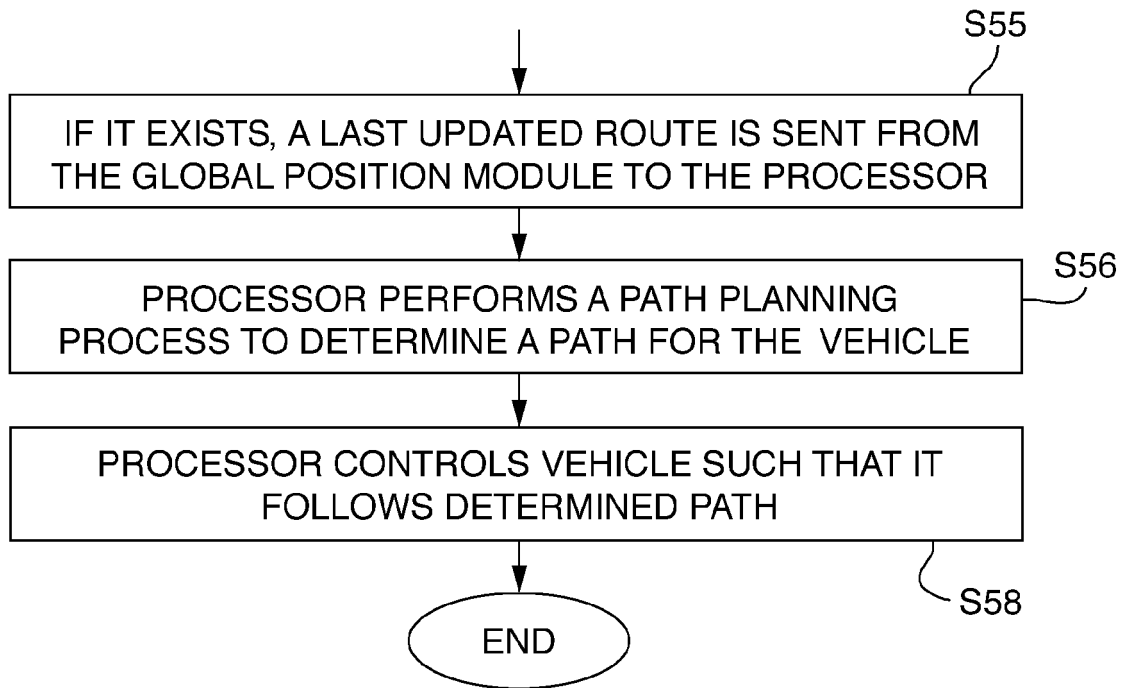 S55
IF IT EXISTS, A LAST UPDATED ROUTE IS SENT FROM
THE GLOBAL POSITION MODULE TO THE PROCESSOR
S56
PROCESSOR PERFORMS A PATH PLANNING
PROCESS TO DETERMINE A PATH FOR THE VEHICLE
PROCESSOR CONTROLS VEHICLE SUCH THAT IT
FOLLOWS DETERMINED PATH
S58
END